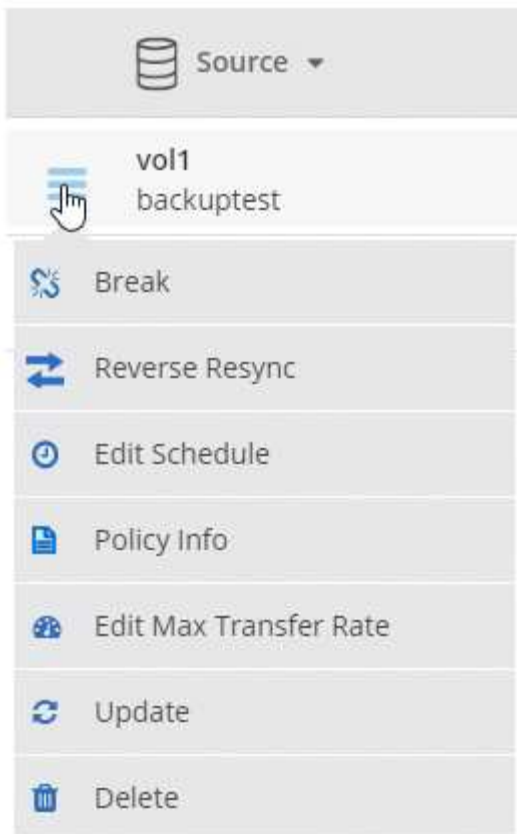 Source
vol1
backuptest
Break
Reverse Resync
Edit Schedule
Policy Info
Edit Max Transfer Rate
Update
Delete